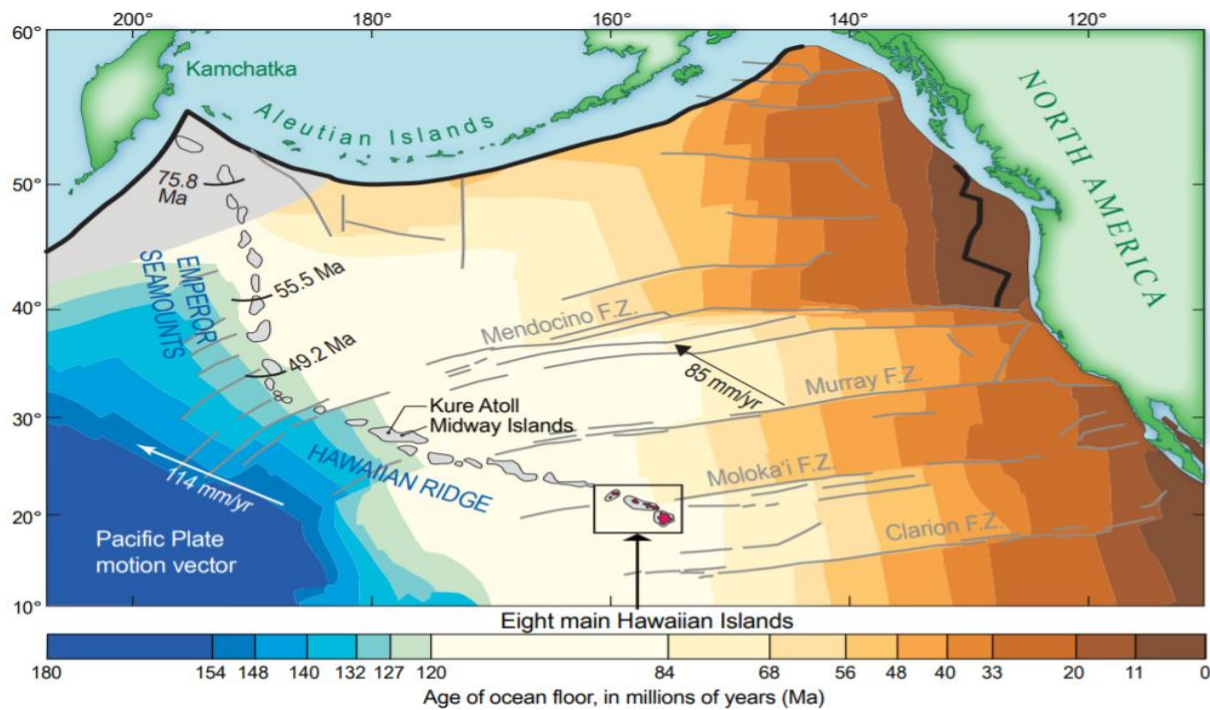 200°
180°
160°
140°
120°
60°
50°
40°
30°
20°
10°
Kamchatka
Aleutian Islands
NORTH AMERICA
75.8
Ma
EMPEROR
SEAMOUNTS
55.5 Ma
49.2 Ma
Mendocino F.Z.
85 mm/yr
Murray F.Z.
Kure Atoll
Midway Islands
HAWAIIAN RIDGE
Moloka'i F.Z.
114 mm/yr
Clarion F.Z.
Pacific Plate
motion vector
Eight main Hawaiian Islands
180 154 148 140 132 127 120 84 68 56 48 40 33 20 11 0
Age of ocean floor, in millions of years (Ma)